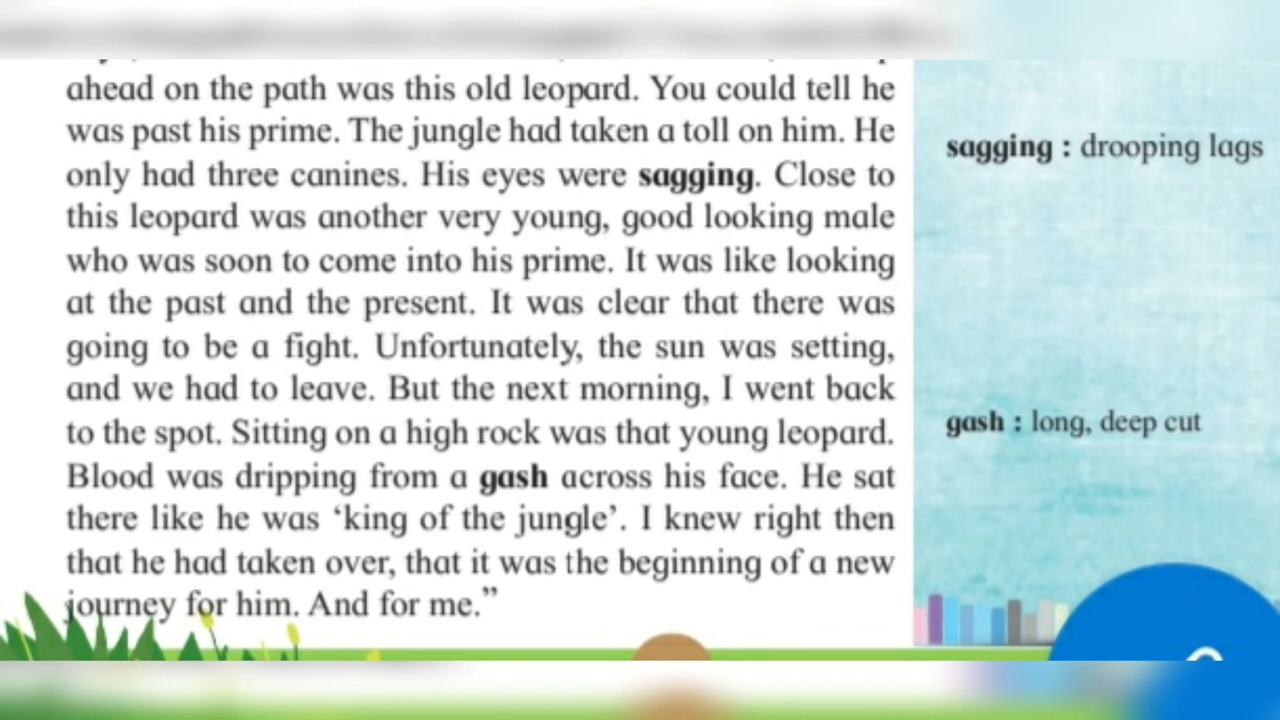 ahead on the path was this old leopard. You could tell he
was past his prime. The jungle had taken a toll on him. He
only had three canines. His eyes were sagging. Close to
this leopard was another very young, good looking male
who was soon to come into his prime. It was like looking
at the past and the present. It was clear that there was
going to be a fight. Unfortunately, the sun was setting,
and we had to leave. But the next morning, I went back
to the spot. Sitting on a high rock was that young leopard.
Blood was dripping from a gash across his face. He sat
there like he was ‘king of the jungle’. I knew right then
that he had taken over, that it was the beginning of a new
journey for him. And for me.”
sagging : drooping lags
gash : long, deep cut